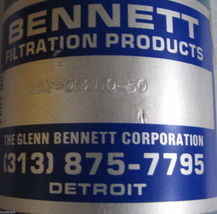 BENNETT
FILTRATION PRODUCTS
THE GLENN BENNETT CORPORATION
(313) 875-7795
DETROIT